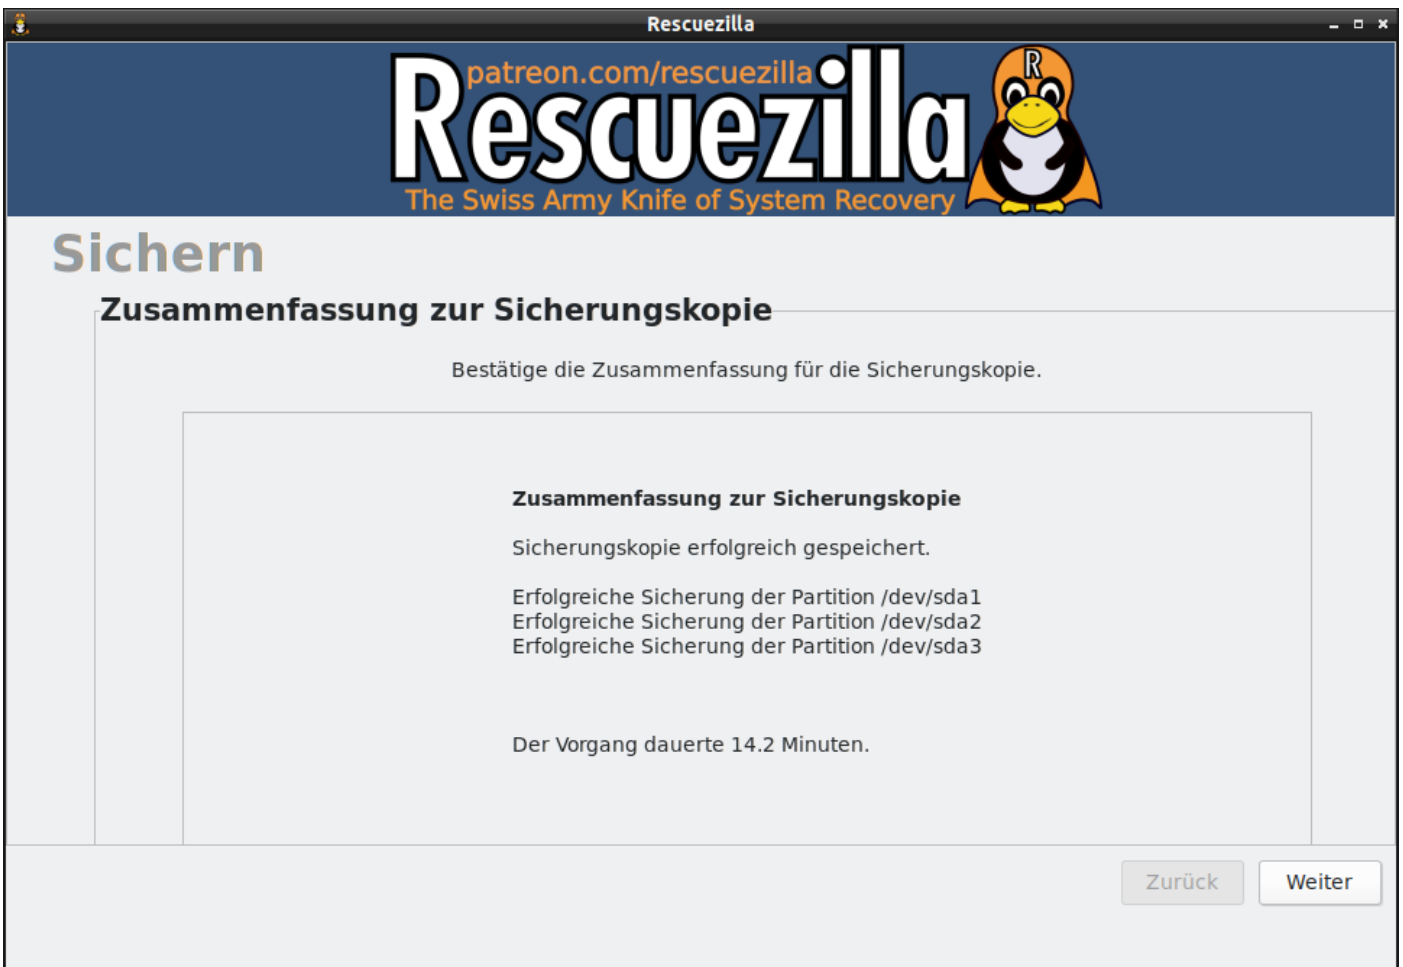 Rescuezilla
patreon.com/rescuezilla
Rescuezilla
R
The Swiss Army Knife of System Recovery
Sichern
Zusammenfassung zur Sicherungskopie
Bestätige die Zusammenfassung für die Sicherungskopie.
Zusammenfassung zur Sicherungskopie
Sicherungskopie erfolgreich gespeichert.
Erfolgreiche Sicherung der Partition /dev/sda1
Erfolgreiche Sicherung der Partition /dev/sda2
Erfolgreiche Sicherung der Partition /dev/sda3
Der Vorgang dauerte 14.2 Minuten.
Zurück
Weiter